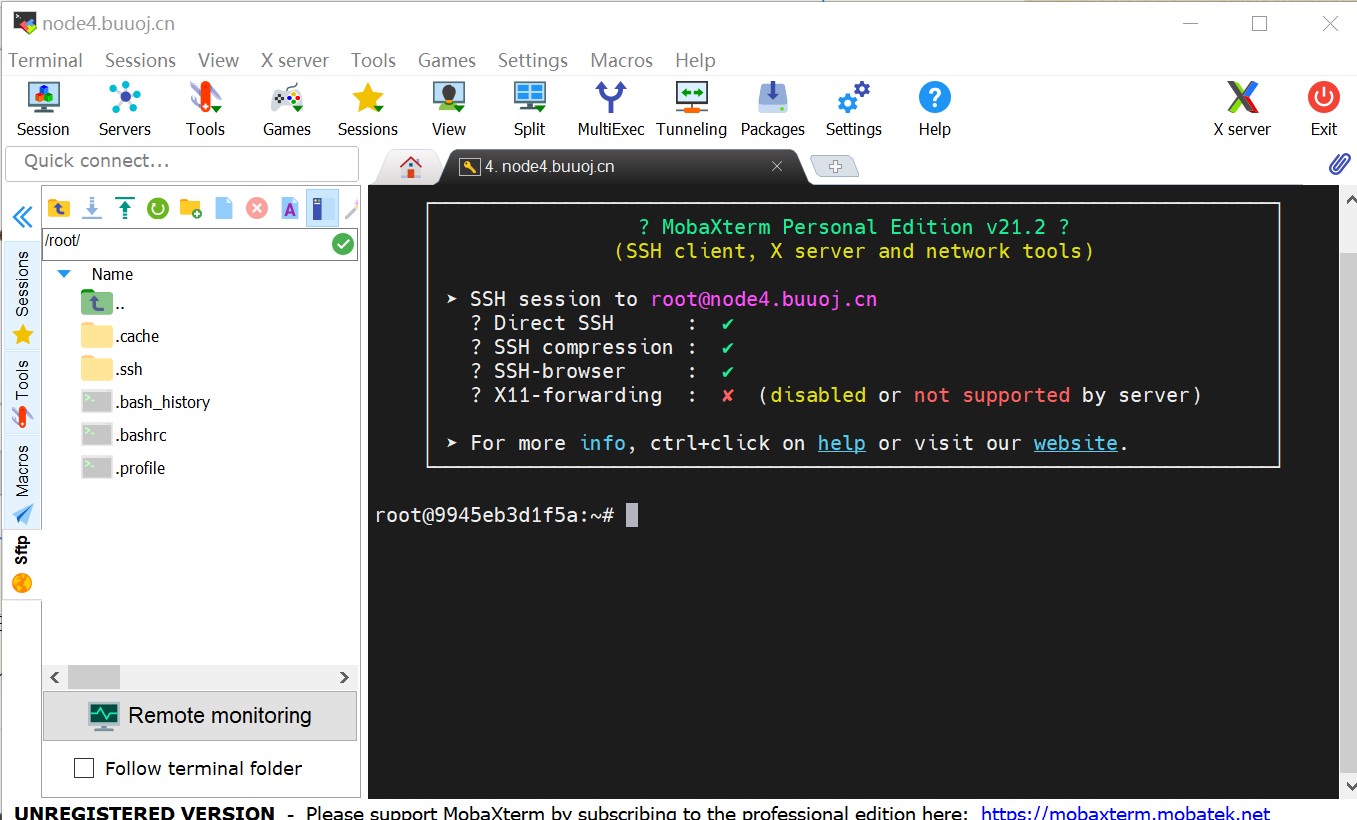 node4.buuoj.cn
Terminal Sessions View X server Tools Games Settings Macros Help
Session Servers Tools Games Sessions View Split MultiExec Tunneling Packages Settings Help X server Exit
Quick connect...
4. node4.buuoj.cn
/root/
Name
..
.cache
.ssh
.bash_history
.bashrc
.profile
Sessions
Tools
Macros
Sftp
Remote monitoring
Follow terminal folder
? MobaXterm Personal Edition v21.2 ?
(SSH client, X server and network tools)
➤ SSH session to root@node4.buuoj.cn
? Direct SSH : ✔
? SSH compression : ✔
? SSH-browser : ✔
? X11-forwarding : ✘ (disabled or not supported by server)
➤ For more info, ctrl+click on help or visit our website.
root@9945eb3d1f5a:~#
UNREGISTERED VERSION - Please support MobaXterm by subscribing to the professional edition here: https://mobaxterm.mobatek.net